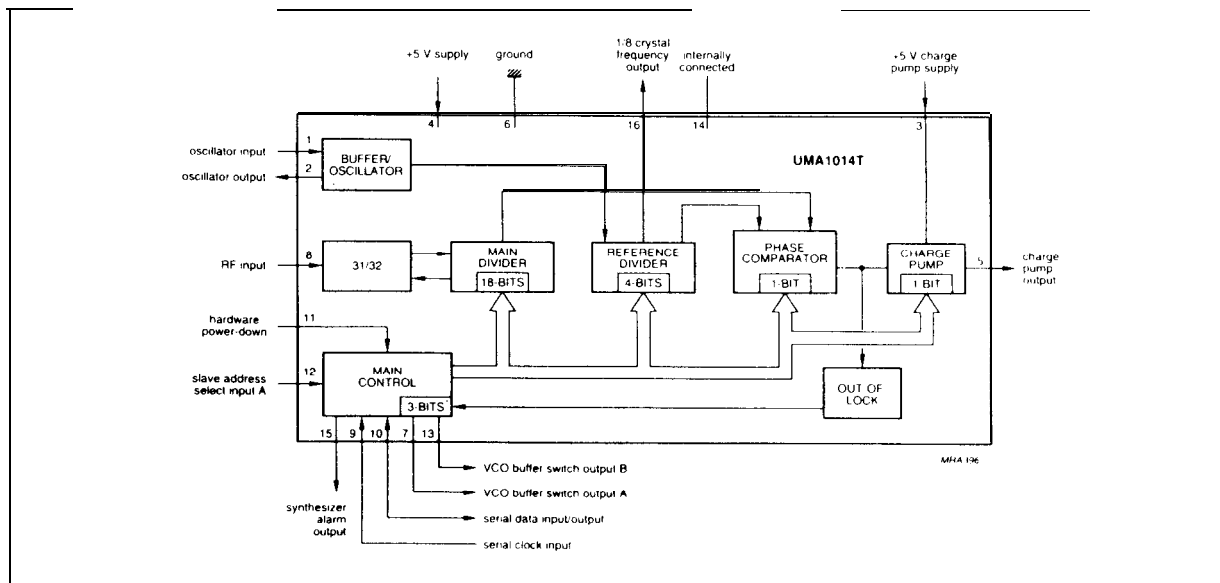 +5 V supply
ground
1/8 crystal
frequency
output
internally
connected
+5 V charge
pump supply
4
6
16
14
3
UMA1014T
oscillator input
1
oscillator output
2
BUFFER/
OSCILLATOR
RF input
8
31/32
MAIN
DIVIDER
18-BITS
REFERENCE
DIVIDER
4-BITS
PHASE
COMPARATOR
1-BIT
CHARGE
PUMP
1 BIT
5
charge
pump
output
hardware
power-down
11
slave address
select input A
12
MAIN
CONTROL
3-BITS
OUT OF
LOCK
15
9
10
7
13
MRA196
VCO buffer switch output B
VCO buffer switch output A
serial data input/output
serial clock input
synthesizer
alarm
output